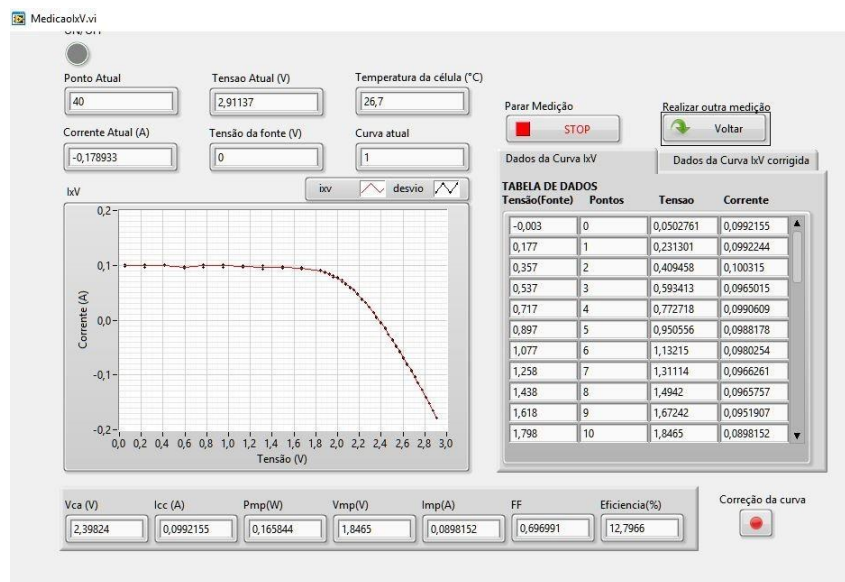 MedicaoIxV.vi
ON/OFF
Ponto Atual
Tensao Atual (V)
Temperatura da célula (°C)
40
2,91137
26,7
Corrente Atual (A)
Tensão da fonte (V)
Curva atual
-0,178933
0
1
Parar Medição
Realizar outra medição
STOP
Voltar
Dados da Curva IxV
Dados da Curva IxV corrigida
IxV
ixv
desvio
0,2
0,1
0,0
-0,1
-0,2
Corrente (A)
0,0 0,2 0,4 0,6 0,8 1,0 1,2 1,4 1,6 1,8 2,0 2,2 2,4 2,6 2,8 3,0
Tensão (V)
TABELA DE DADOS
Tensão(Fonte) Pontos Tensao Corrente
-0,003 0 0,0502761 0,0992155
0,177 1 0,231301 0,0992244
0,357 2 0,409458 0,100315
0,537 3 0,593413 0,0965015
0,717 4 0,772718 0,0990609
0,897 5 0,950556 0,0988178
1,077 6 1,13215 0,0980254
1,258 7 1,31114 0,0966261
1,438 8 1,4942 0,0965757
1,618 9 1,67242 0,0951907
1,798 10 1,8465 0,0898152
Vca (V) Icc (A) Pmp(W) Vmp(V) Imp(A) FF Eficiencia(%)
2,39824 0,0992155 0,165844 1,8465 0,0898152 0,696991 12,7966
Correção da curva